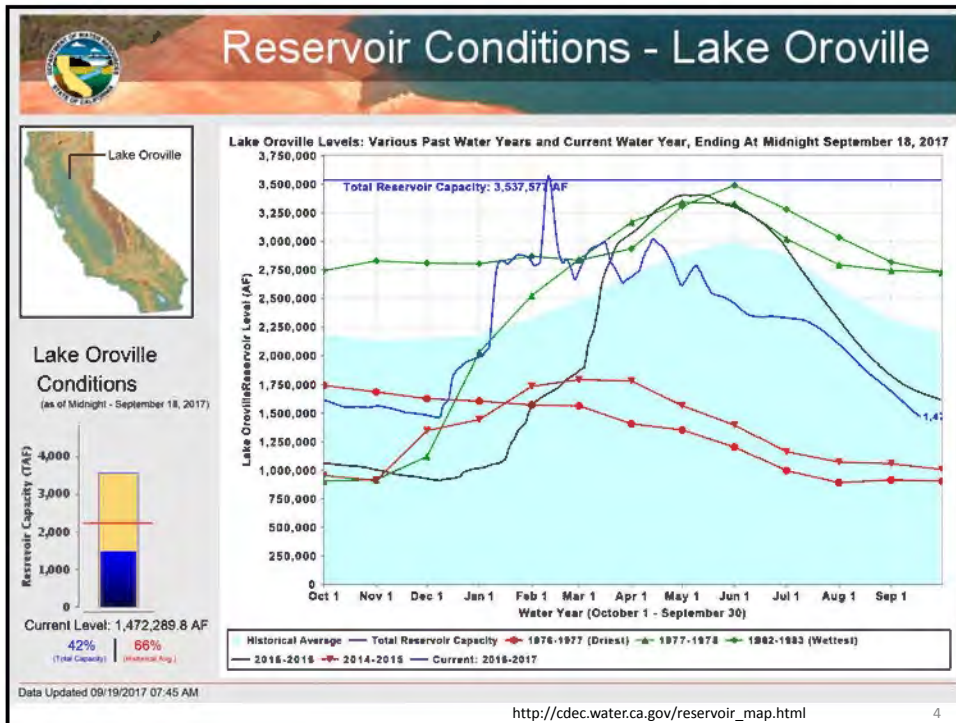 Reservoir Conditions - Lake Oroville
DEPARTMENT OF WATER RESOURCES
STATE OF CALIFORNIA
Lake Oroville
Lake Oroville Levels: Various Past Water Years and Current Water Year, Ending At Midnight September 18, 2017
3,750,000
3,500,000
3,250,000
3,000,000
2,750,000
2,500,000
2,250,000
2,000,000
1,750,000
1,500,000
1,250,000
1,000,000
750,000
500,000
250,000
0
Lake OrovilleReservoir Level (AF)
Total Reservoir Capacity: 3,537,577 AF
1,47
Oct 1 Nov 1 Dec 1 Jan 1 Feb 1 Mar 1 Apr 1 May 1 Jun 1 Jul 1 Aug 1 Sep 1
Water Year (October 1 - September 30)
Historical Average Total Reservoir Capacity 1976-1977 (Driest) 1977-1978 1982-1983 (Wettest)
2015-2016 2014-2015 Current: 2016-2017
Lake Oroville
Conditions
(as of Midnight - September 18, 2017)
Reservoir Capacity (TAF)
4,000
3,000
2,000
1,000
0
Current Level: 1,472,289.8 AF
42% 66%
(Total Capacity) (Historical Avg.)
Data Updated 09/19/2017 07:45 AM
http://cdec.water.ca.gov/reservoir_map.html
4